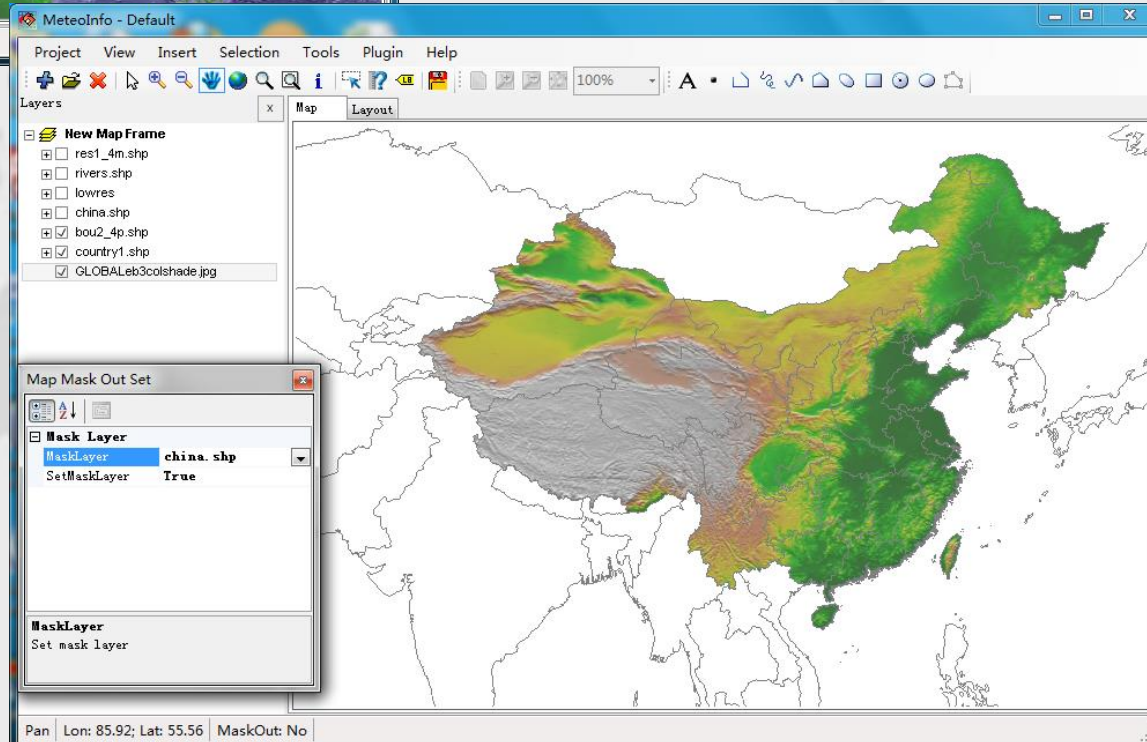 MeteoInfo - Default
Project View Insert Selection Tools Plugin Help
100%
Layers
Map Layout
New Map Frame
res1_4m.shp
rivers.shp
lowres
china.shp
bou2_4p.shp
country1.shp
GLOBALeb3colshade.jpg
Map Mask Out Set
Mask Layer
MaskLayer china.shp
SetMaskLayer True
MaskLayer
Set mask layer
Pan Lon: 85.92; Lat: 55.56 MaskOut: No